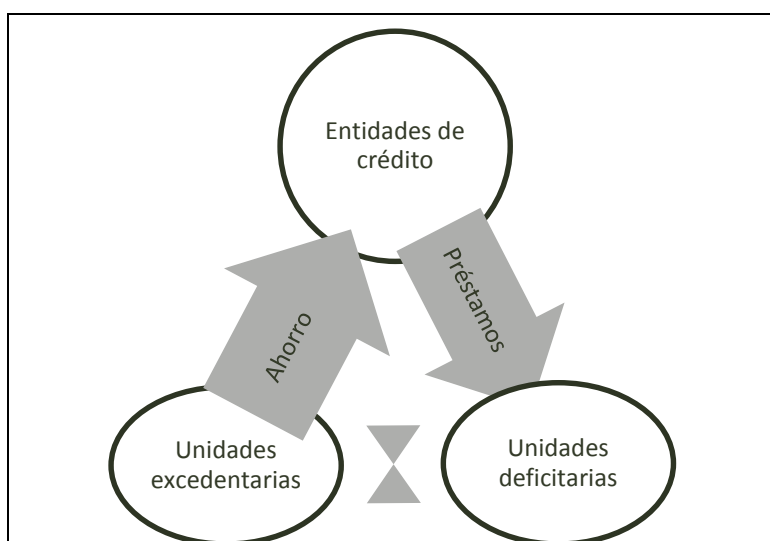 Entidades de
crédito
Ahorro
Préstamos
Unidades
excedentarias
Unidades
deficitarias